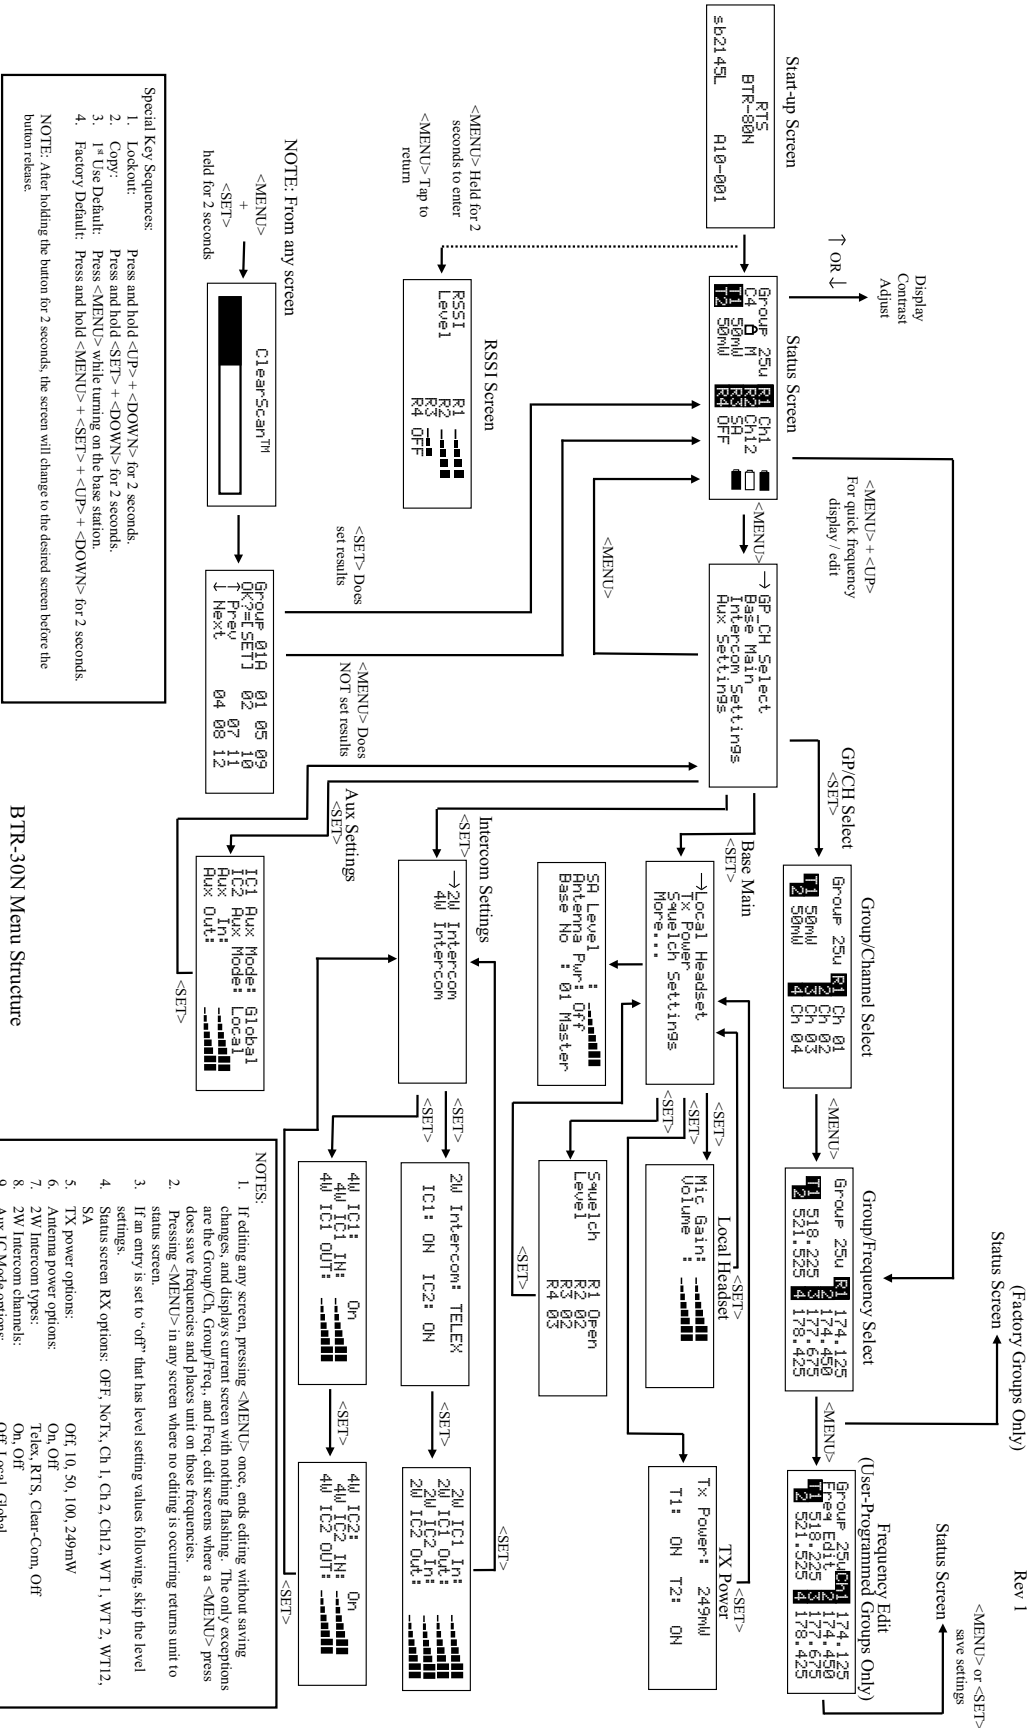 Rev 1
(Factory Groups Only)
Status Screen
<MENU> or <SET>
save settings
Status Screen
Display
Contrast
Adjust
↑ OR ↓
<MENU> + <UP>
For quick frequency
display / edit
Start-up Screen
RTS
BTR-80N
sb2145L A10-001
Status Screen
Group 25u R1 Ch1
C4 M R2 Ch12
T1 50mW R3 SA
T2 50mW R4 OFF
<MENU>
<MENU>
→GP_CH Select
Base Main
Intercom Settings
Aux Settings
GP/CH Select
<SET>
Group/Channel Select
Group 25u R1 Ch 01
2 Ch 02
T1 50mW 3 Ch 03
2 50mW 4 Ch 04
<MENU>
Group/Frequency Select
Group 25u R1 174.125
2 174.450
T1 518.225 3 177.675
2 521.525 4 178.425
<MENU>
Frequency Edit
(User-Programmed Groups Only)
Group 25uCh1 174.125
Freq Edit 2 174.450
T1 518.225 3 177.675
2 521.525 4 178.425
Base Main
<SET>
→Local Headset
Tx Power
Squelch Settings
More...
<SET>
<SET>
<SET>
Local Headset
<SET>
Mic Gain:
Volume :
TX Power
<SET>
Tx Power: 249mW
T1: ON T2: ON
SA Level :
Antenna Pwr: Off
Base No : 01 Master
Squelch R1 Open
Level R2 02
R3 02
R4 03
<SET>
<MENU> Held for 2
seconds to enter
<MENU> Tap to
return
RSSI Screen
RSSI R1
Level R2
R3
R4 OFF
<SET> Does
set results
<MENU> Does
NOT set results
Intercom Settings
<SET>
→2W Intercom
4W Intercom
<SET>
<SET>
2W Intercom: TELEX
IC1: ON IC2: ON
<SET>
<SET>
2W IC1 In:
2W IC1 Out:
2W IC2 In:
2W IC2 Out:
4W IC1: On
4W IC1 IN:
4W IC1 OUT:
<SET>
4W IC2: On
4W IC2 IN:
4W IC2 OUT:
<SET>
NOTE: From any screen
<MENU>
+
<SET>
held for 2 seconds
ClearScan™
Group 01A 01 05 09
OK?=[SET] 02 10
↑ Prev 07 11
↓ Next 04 08 12
Aux Settings
<SET>
IC1 Aux Mode: Global
IC2 Aux Mode: Local
Aux In:
Aux Out:
<SET>
Special Key Sequences:
1. Lockout: Press and hold <UP> + <DOWN> for 2 seconds.
2. Copy: Press and hold <SET> + <DOWN> for 2 seconds.
3. 1st Use Default: Press <MENU> while turning on the base station.
4. Factory Default: Press and hold <MENU> + <SET> + <UP> + <DOWN> for 2 seconds.
NOTE: After holding the button for 2 seconds, the screen will change to the desired screen before the
button release.
BTR-30N Menu Structure
NOTES:
1. If editing any screen, pressing <MENU> once, ends editing without saving
changes, and displays current screen with nothing flashing. The only exceptions
are the Group/Ch, Group/Freq., and Freq. edit screens where a <MENU> press
does save frequencies and places unit on those frequencies.
2. Pressing <MENU> in any screen where no editing is occurring returns unit to
status screen.
3. If an entry is set to “off” that has level setting values following, skip the level
settings.
4. Status screen RX options: OFF, NoTx, Ch 1, Ch 2, Ch12, WT 1, WT 2, WT12,
SA
5. TX power options: Off, 10, 50, 100, 249mW
6. Antenna power options: On, Off
7. 2W Intercom types: Telex, RTS, Clear-Com, Off
8. 2W Intercom channels: On, Off
9. Aux IC Mode options: Off, Local, Global